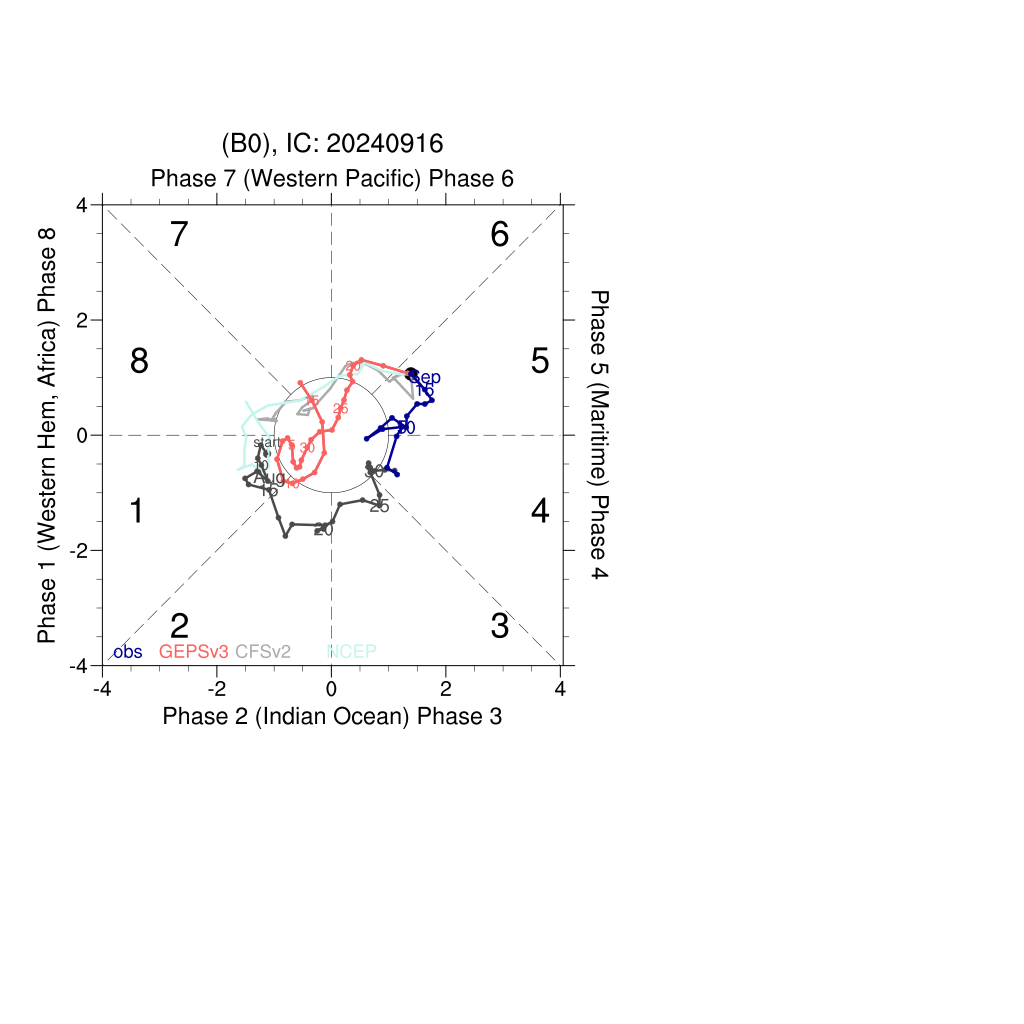 (B0), IC: 20240916
Phase 7 (Western Pacific) Phase 6
4
7
6
Phase 1 (Western Hem, Africa) Phase 8
Phase 5 (Maritime) Phase 4
2
8
5
20
Sep
16
15
25
10
0
start
5
30
10
Aug
30
10
15
25
1
4
20
-2
2
3
obs GEPSv3 CFSv2 NCEP
-4
-4 -2 0 2 4
Phase 2 (Indian Ocean) Phase 3